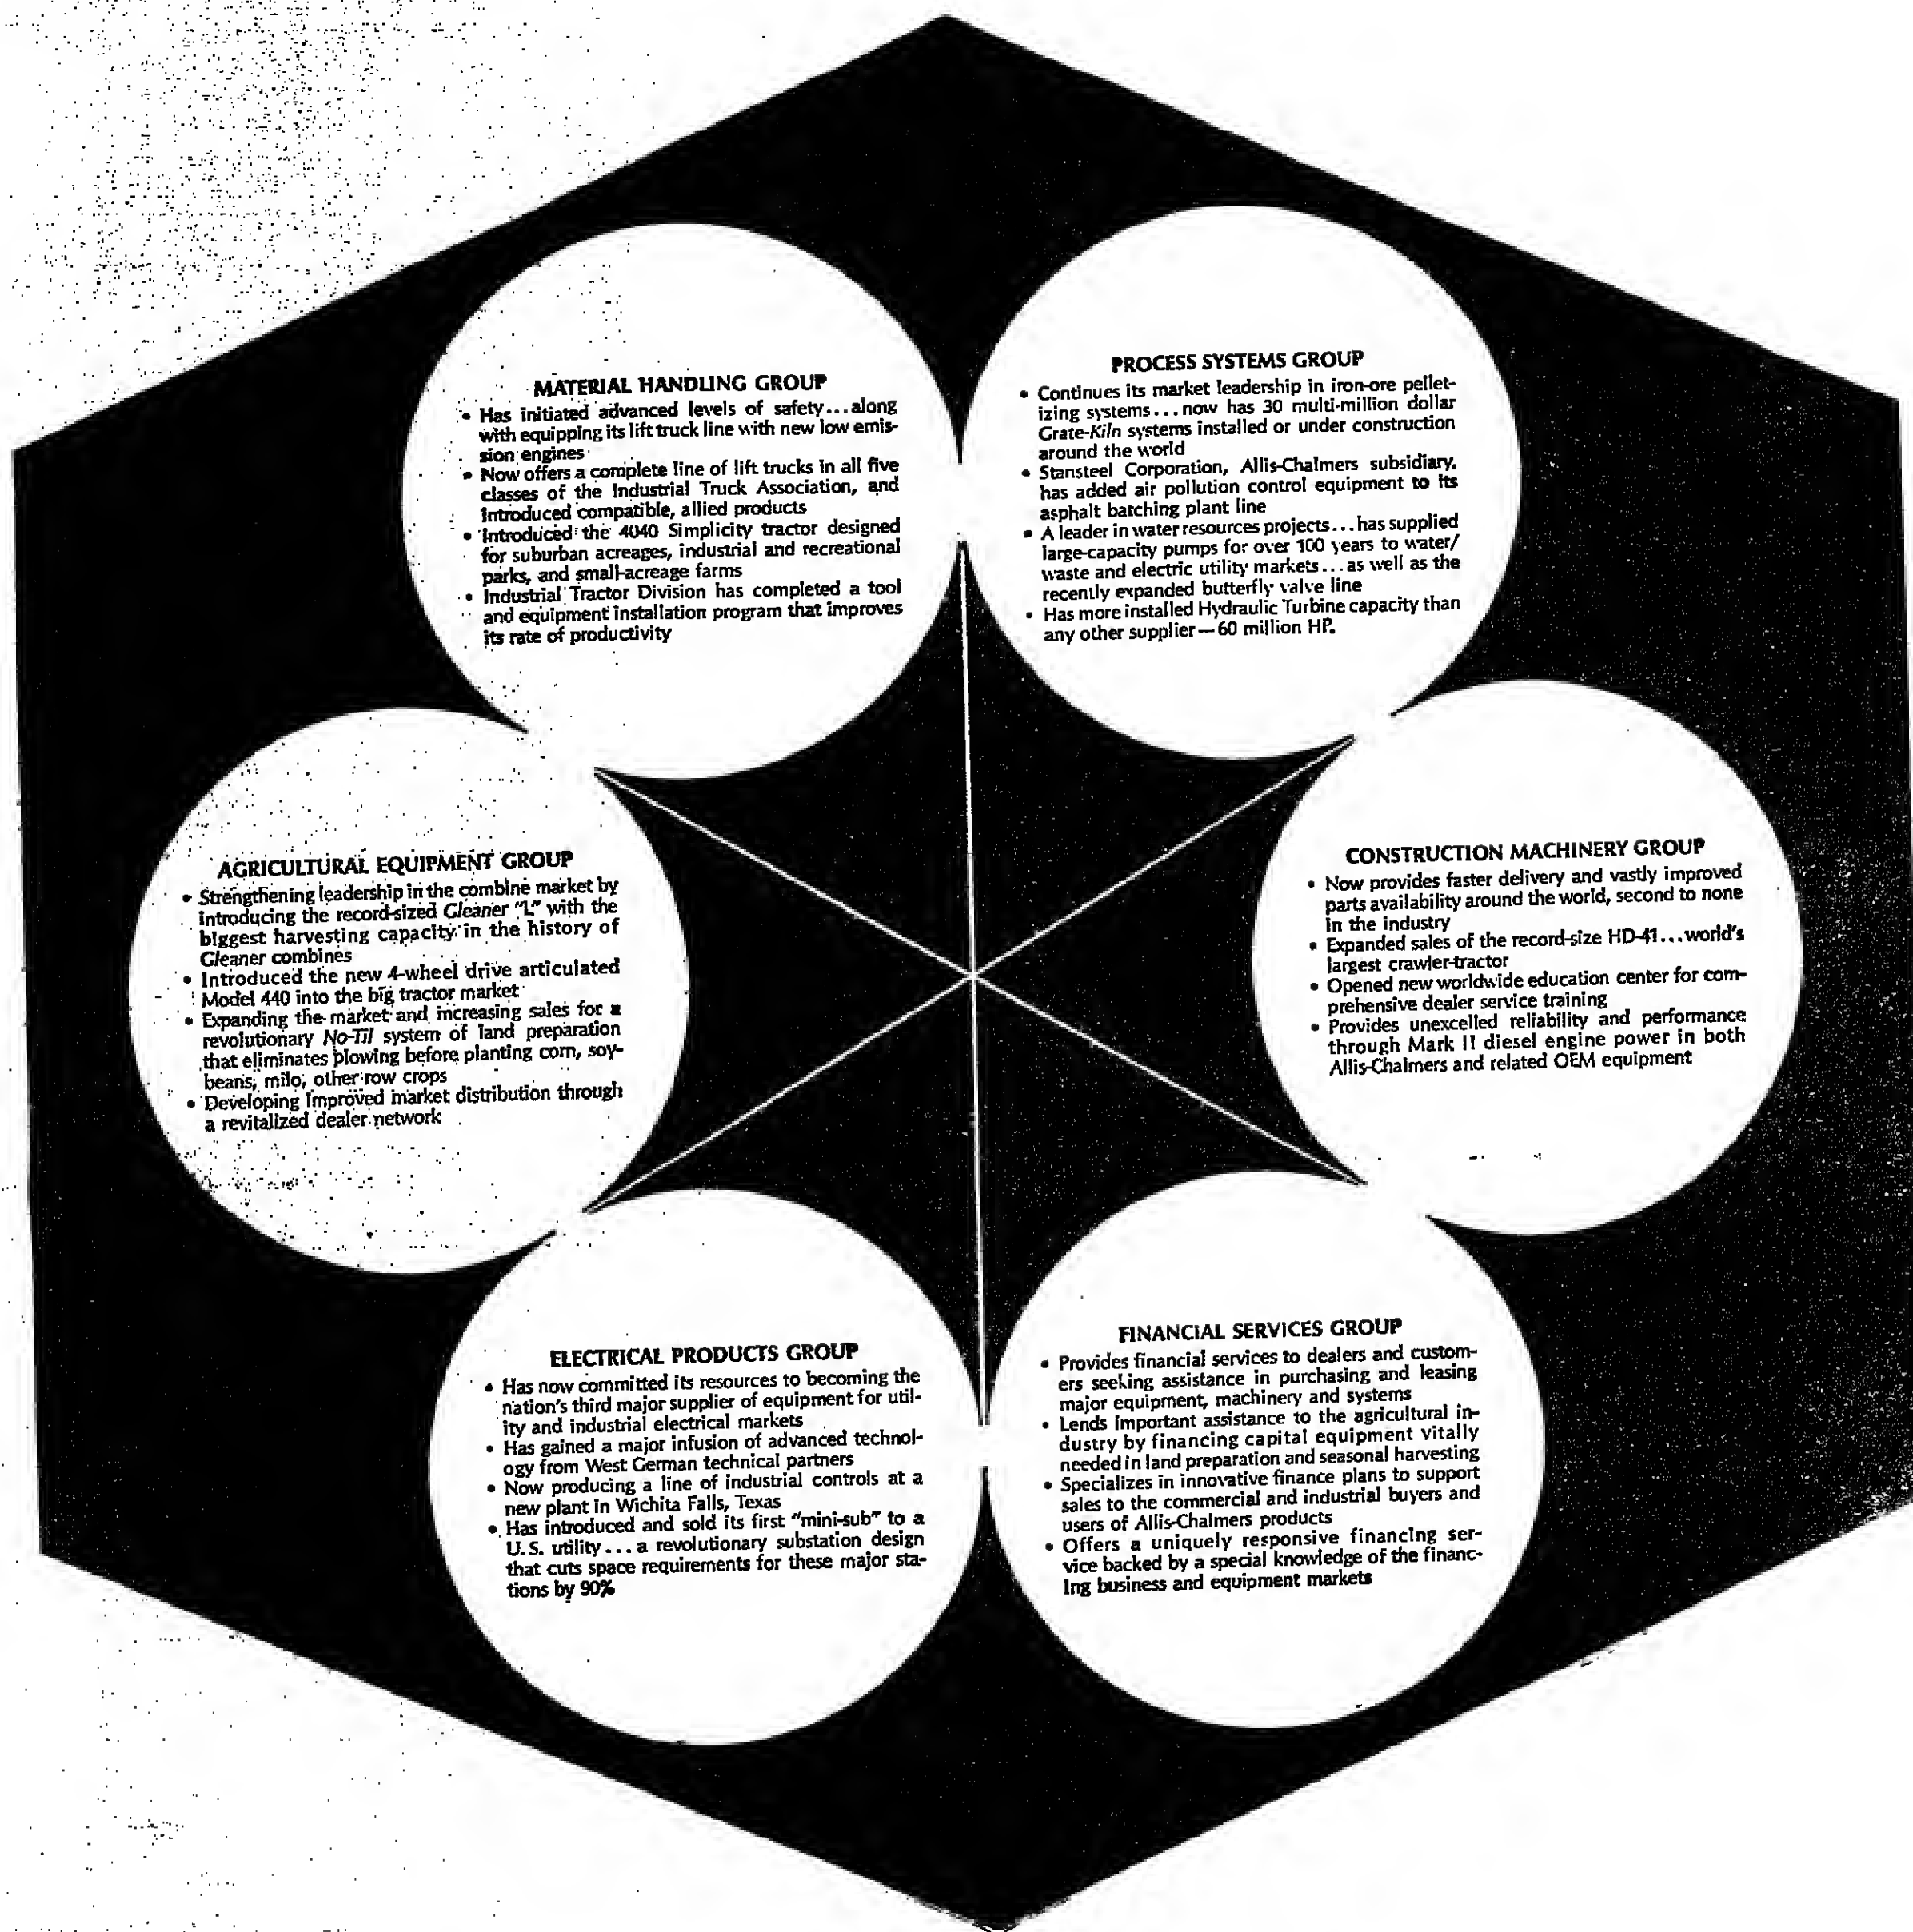 MATERIAL HANDLING GROUP
• Has initiated advanced levels of safety...along
with equipping its lift truck line with new low emis-
sion engines
• Now offers a complete line of lift trucks in all five
classes of the Industrial Truck Association, and
introduced compatible, allied products
• Introduced the 4040 Simplicity tractor designed
for suburban acreages, industrial and recreational
parks, and small-acreage farms
• Industrial Tractor Division has completed a tool
and equipment installation program that improves
its rate of productivity
PROCESS SYSTEMS GROUP
• Continues its market leadership in iron-ore pellet-
izing systems...now has 30 multi-million dollar
Grate-Kiln systems installed or under construction
around the world
• Stansteel Corporation, Allis-Chalmers subsidiary,
has added air pollution control equipment to its
asphalt batching plant line
• A leader in water resources projects...has supplied
large-capacity pumps for over 100 years to water/
waste and electric utility markets...as well as the
recently expanded butterfly valve line
• Has more installed Hydraulic Turbine capacity than
any other supplier—60 million HP.
AGRICULTURAL EQUIPMENT GROUP
• Strengthening leadership in the combine market by
introducing the record-sized Gleaner "L" with the
biggest harvesting capacity in the history of
Gleaner combines
• Introduced the new 4-wheel drive articulated
Model 440 into the big tractor market
• Expanding the market and increasing sales for a
revolutionary No-Til system of land preparation
that eliminates plowing before planting corn, soy-
beans, milo, other row crops
• Developing improved market distribution through
a revitalized dealer network
CONSTRUCTION MACHINERY GROUP
• Now provides faster delivery and vastly improved
parts availability around the world, second to none
in the industry
• Expanded sales of the record-size HD-41...world's
largest crawler-tractor
• Opened new worldwide education center for com-
prehensive dealer service training
• Provides unexcelled reliability and performance
through Mark II diesel engine power in both
Allis-Chalmers and related OEM equipment
ELECTRICAL PRODUCTS GROUP
• Has now committed its resources to becoming the
nation's third major supplier of equipment for util-
ity and industrial electrical markets
• Has gained a major infusion of advanced technol-
ogy from West German technical partners
• Now producing a line of industrial controls at a
new plant in Wichita Falls, Texas
• Has introduced and sold its first "mini-sub" to a
U.S. utility...a revolutionary substation design
that cuts space requirements for these major sta-
tions by 90%
FINANCIAL SERVICES GROUP
• Provides financial services to dealers and custom-
ers seeking assistance in purchasing and leasing
major equipment, machinery and systems
• Lends important assistance to the agricultural in-
dustry by financing capital equipment vitally
needed in land preparation and seasonal harvesting
• Specializes in innovative finance plans to support
sales to the commercial and industrial buyers and
users of Allis-Chalmers products
• Offers a uniquely responsive financing ser-
vice backed by a special knowledge of the financ-
ing business and equipment markets